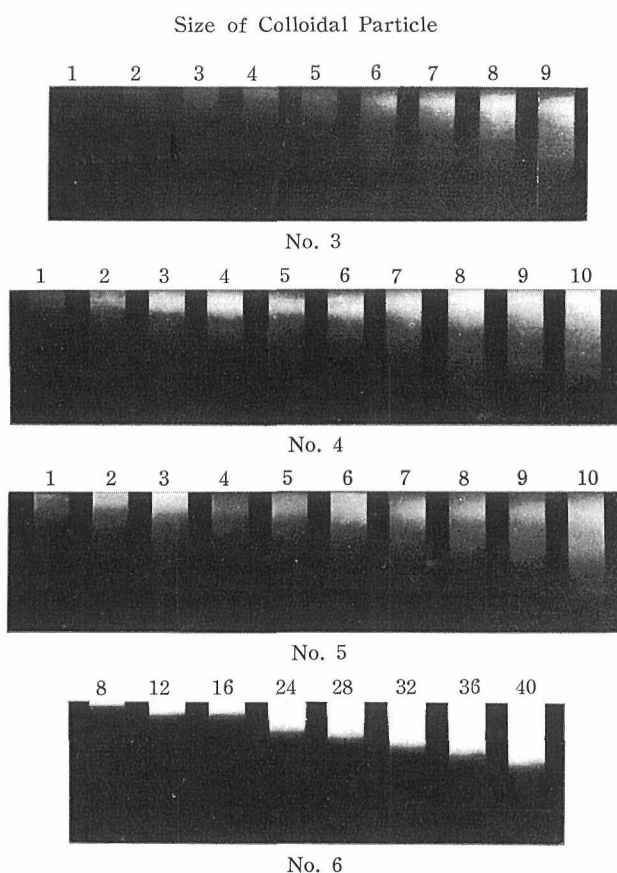 Size of Colloidal Particle
1 2 3 4 5 6 7 8 9
No. 3
1 2 3 4 5 6 7 8 9 10
No. 4
1 2 3 4 5 6 7 8 9 10
No. 5
8 12 16 24 28 32 36 40
No. 6